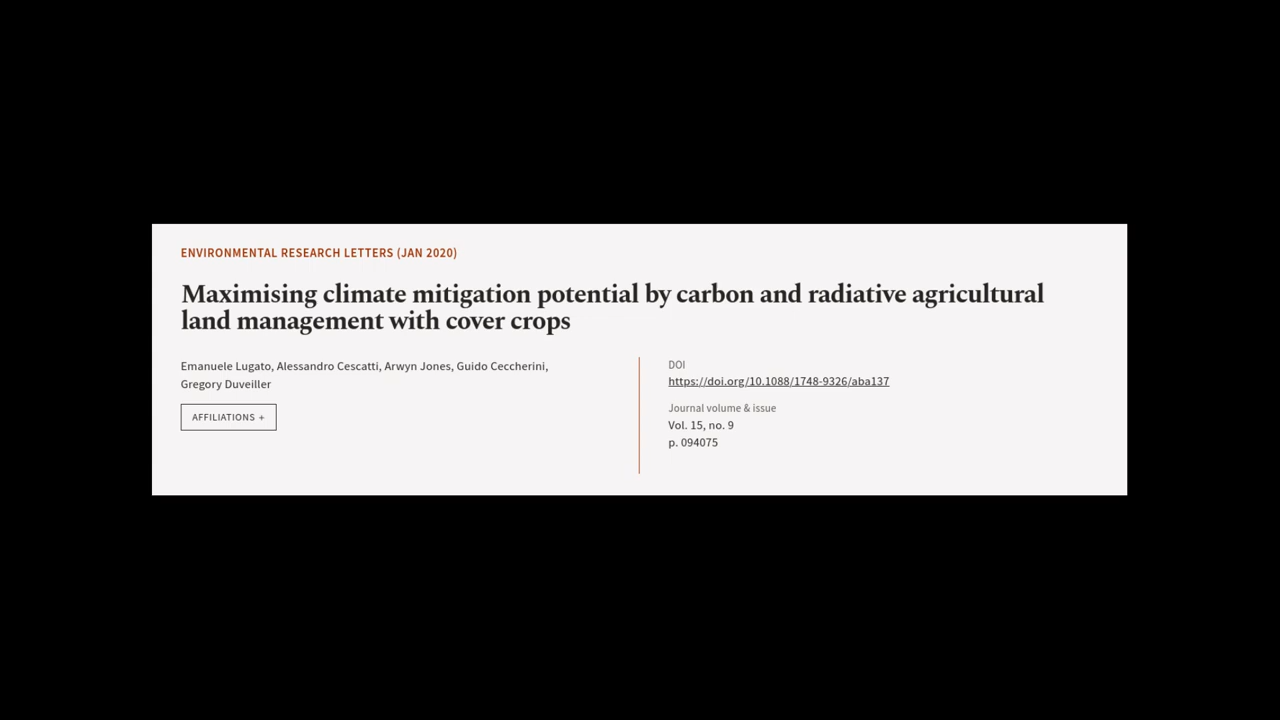 ENVIRONMENTAL RESEARCH LETTERS (JAN 2020)
Maximising climate mitigation potential by carbon and radiative agricultural
land management with cover crops
Emanuele Lugato, Alessandro Cescatti, Arwyn Jones, Guido Ceccherini,
Gregory Duveiller
AFFILIATIONS +
DOI
https://doi.org/10.1088/1748-9326/aba137
Journal volume & issue
Vol. 15, no. 9
p. 094075